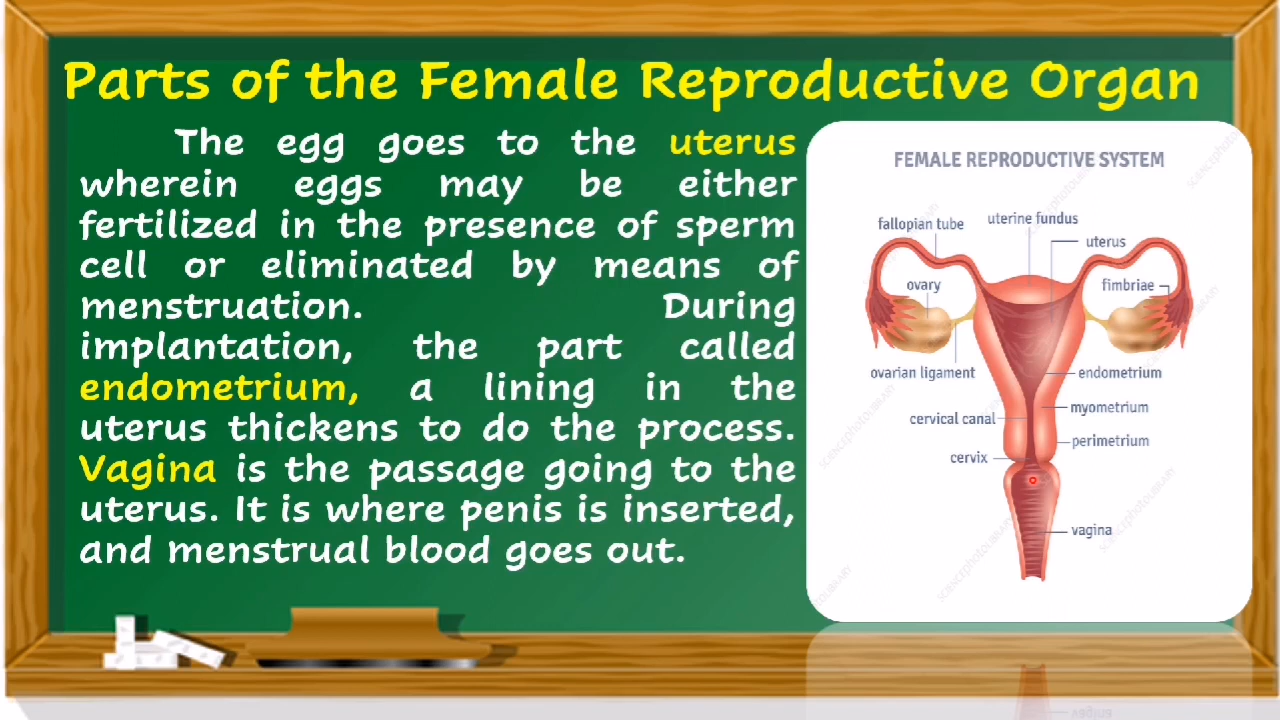 Parts of the Female Reproductive Organ
The egg goes to the uterus
wherein eggs may be either
fertilized in the presence of sperm
cell or eliminated by means of
menstruation. During
implantation, the part called
endometrium, a lining in the
uterus thickens to do the process.
Vagina is the passage going to the
uterus. It is where penis is inserted,
and menstrual blood goes out.
FEMALE REPRODUCTIVE SYSTEM
fallopian tube
uterine fundus
uterus
ovary
fimbriae
ovarian ligament
endometrium
myometrium
cervical canal
perimetrium
cervix
vagina